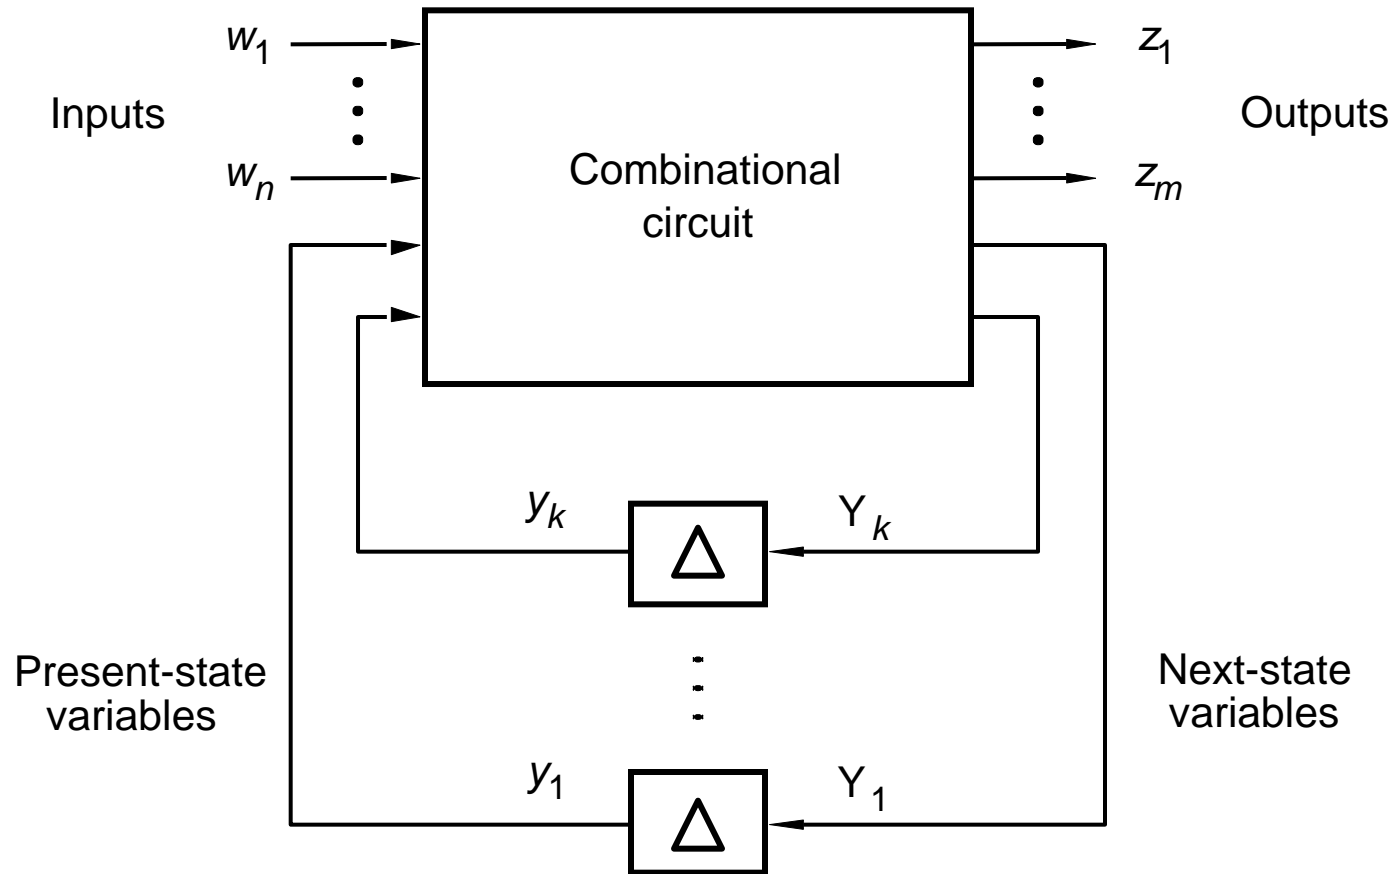 w1
z1
Inputs
Outputs
wn
zm
Combinational
circuit
yk
Δ
Yk
Present-state
variables
Next-state
variables
y1
Δ
Y1